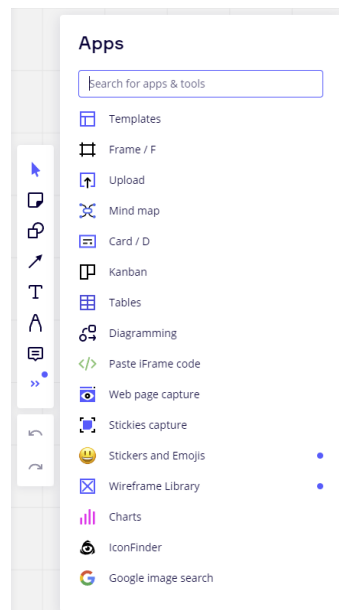 Apps
Search for apps & tools
Templates
Frame / F
Upload
Mind map
Card / D
Kanban
Tables
Diagramming
Paste iFrame code
Web page capture
Stickies capture
Stickers and Emojis
Wireframe Library
Charts
IconFinder
Google image search